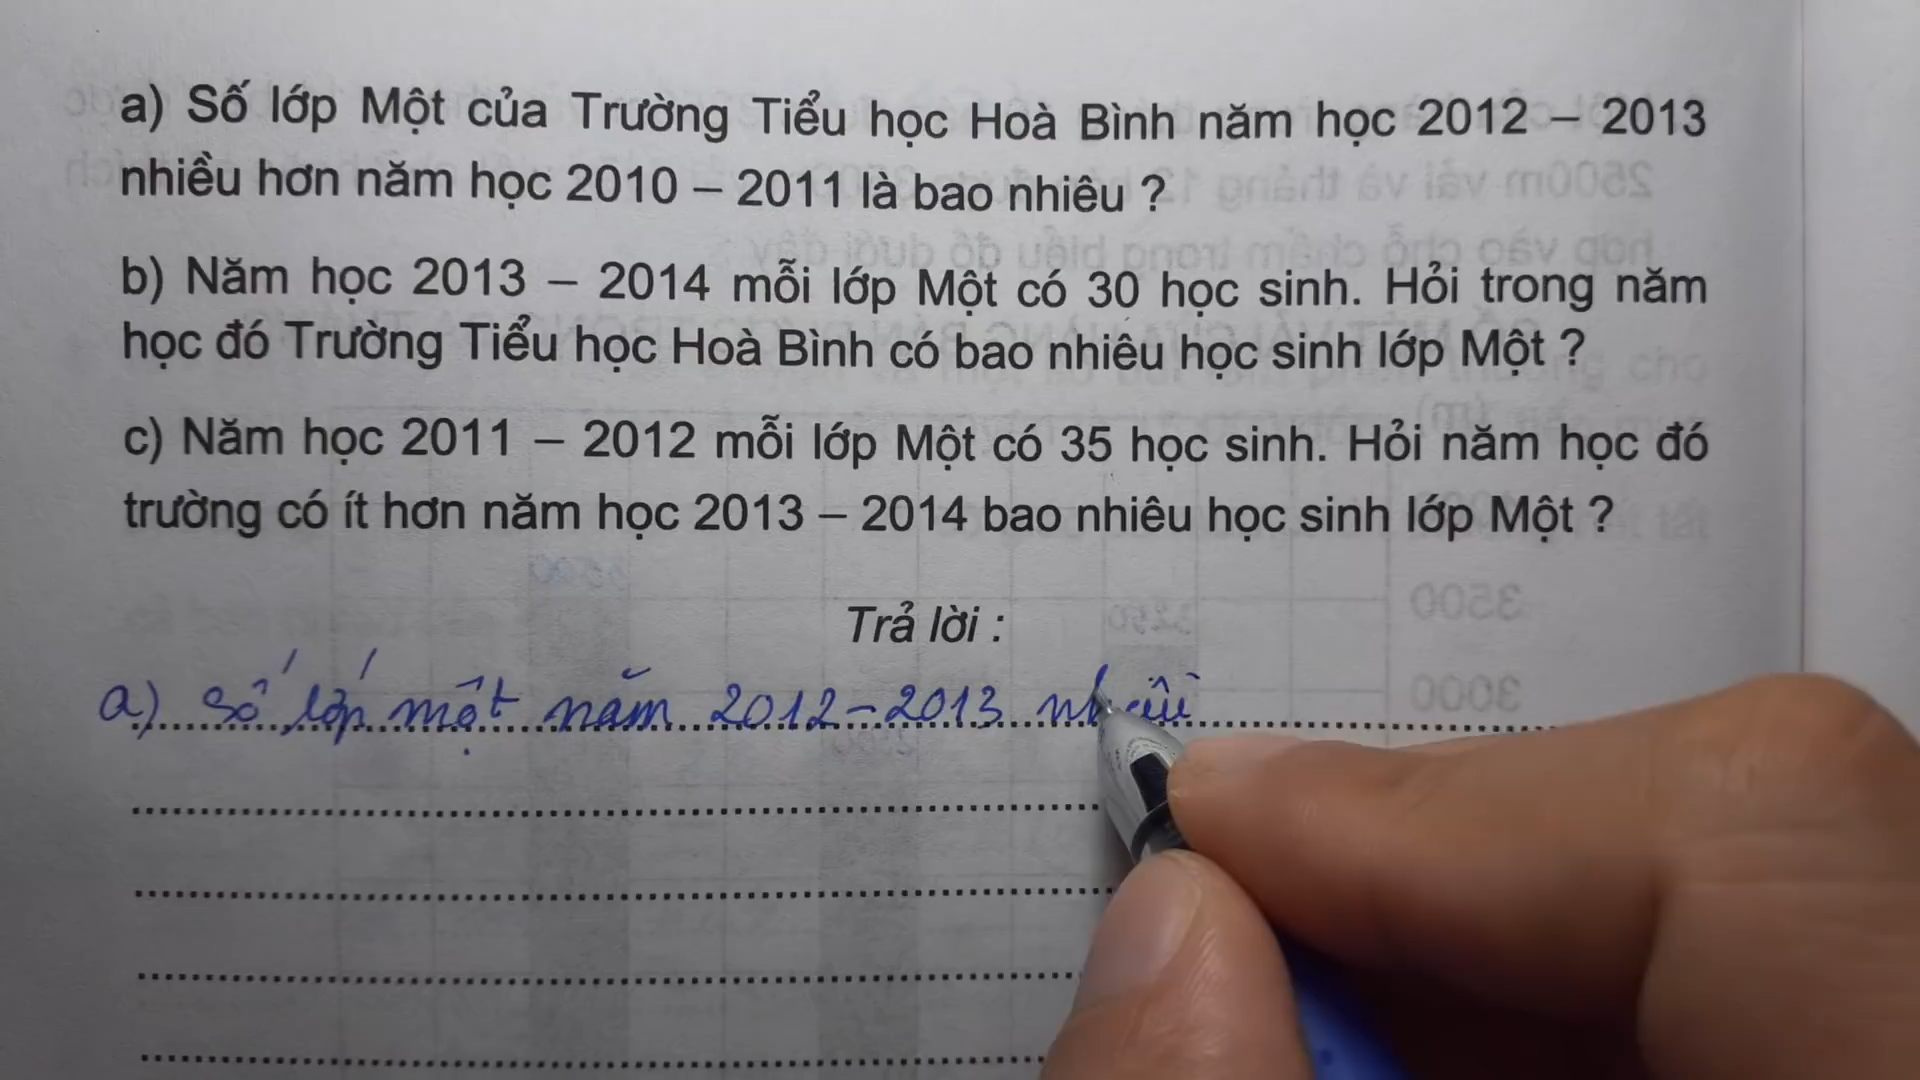 a) Số lớp Một của Trường Tiểu học Hoà Bình năm học 2012 – 2013
nhiều hơn năm học 2010 – 2011 là bao nhiêu ?
b) Năm học 2013 – 2014 mỗi lớp Một có 30 học sinh. Hỏi trong năm
học đó Trường Tiểu học Hoà Bình có bao nhiêu học sinh lớp Một ?
c) Năm học 2011 – 2012 mỗi lớp Một có 35 học sinh. Hỏi năm học đó
trường có ít hơn năm học 2013 – 2014 bao nhiêu học sinh lớp Một ?
Trả lời :
a) Số lớp một năm 2012-2013 nhiều